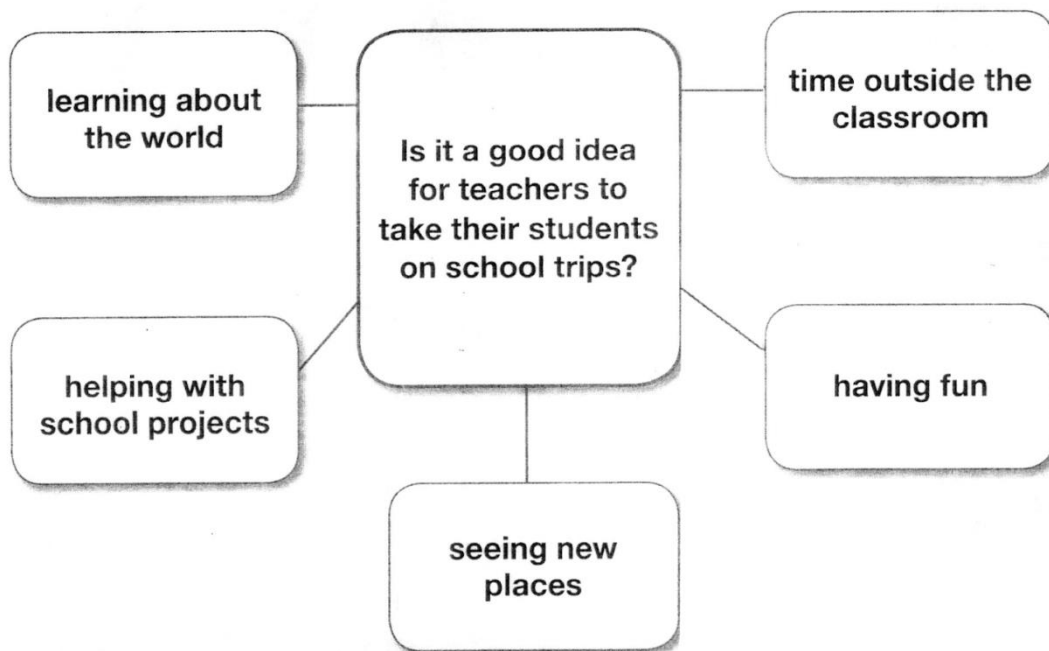 learning about
the world
Is it a good idea
for teachers to
take their students
on school trips?
time outside the
classroom
helping with
school projects
having fun
seeing new
places